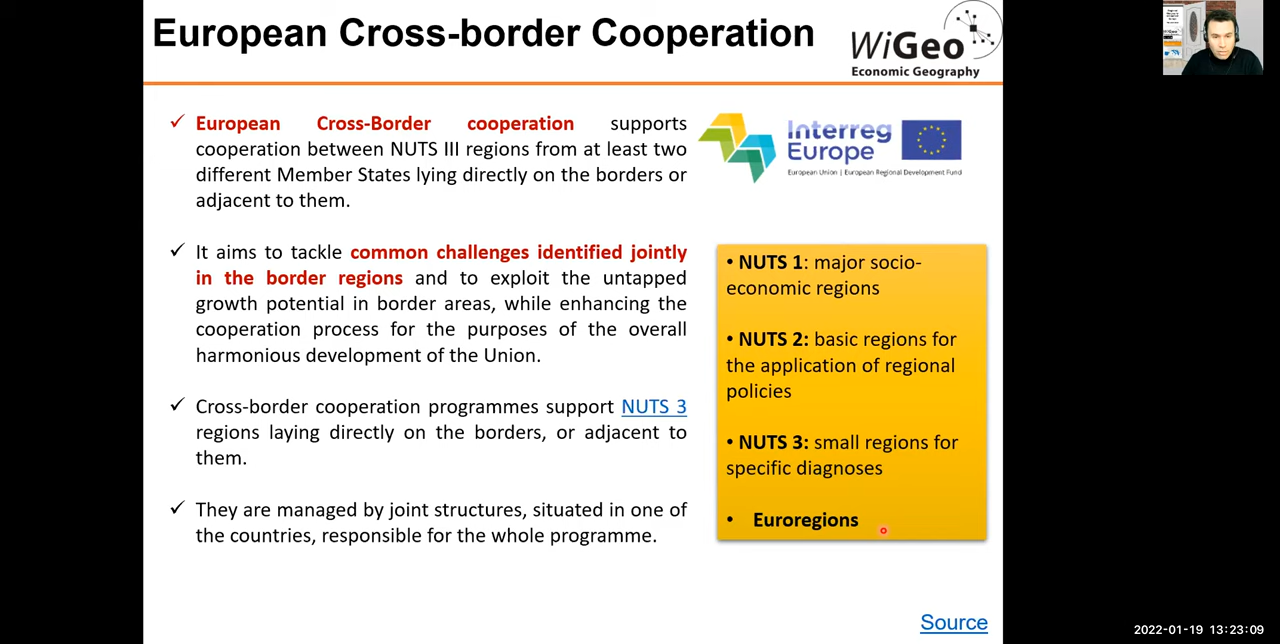 European Cross-border Cooperation
WiGeo
Economic Geography
✓ European Cross-Border cooperation supports
cooperation between NUTS III regions from at least two
different Member States lying directly on the borders or
adjacent to them.
✓ It aims to tackle common challenges identified jointly
in the border regions and to exploit the untapped
growth potential in border areas, while enhancing the
cooperation process for the purposes of the overall
harmonious development of the Union.
✓ Cross-border cooperation programmes support NUTS 3
regions laying directly on the borders, or adjacent to
them.
✓ They are managed by joint structures, situated in one of
the countries, responsible for the whole programme.
Interreg
Europe
European Union | European Regional Development Fund
• NUTS 1: major socio-
economic regions
• NUTS 2: basic regions for
the application of regional
policies
• NUTS 3: small regions for
specific diagnoses
• Euroregions
Source
2022-01-19 13:23:09